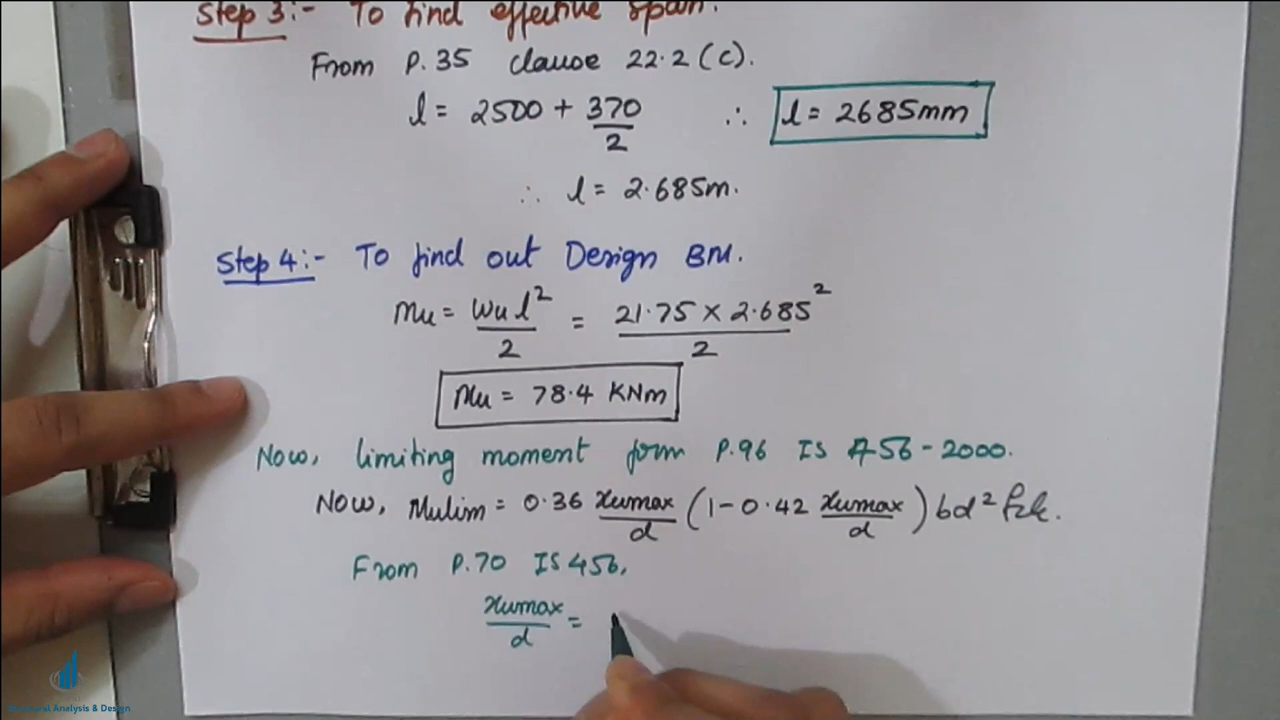 Step 3:- To find effective span.
From P.35 clause 22.2 (c).
l = 2500 + 370/2 ∴ l = 2685mm
∴ l = 2.685m.
Step 4:- To find out Design BM.
Mu = Wu l²/2 = 21.75 × 2.685²/2
Mu = 78.4 KNm
Now, limiting moment form P.96 IS 456-2000.
Now, Mulim = 0.36 xumax/d (1-0.42 xumax/d) bd² fck.
From P.70 IS 456,
xumax/d =
Analysis & Design